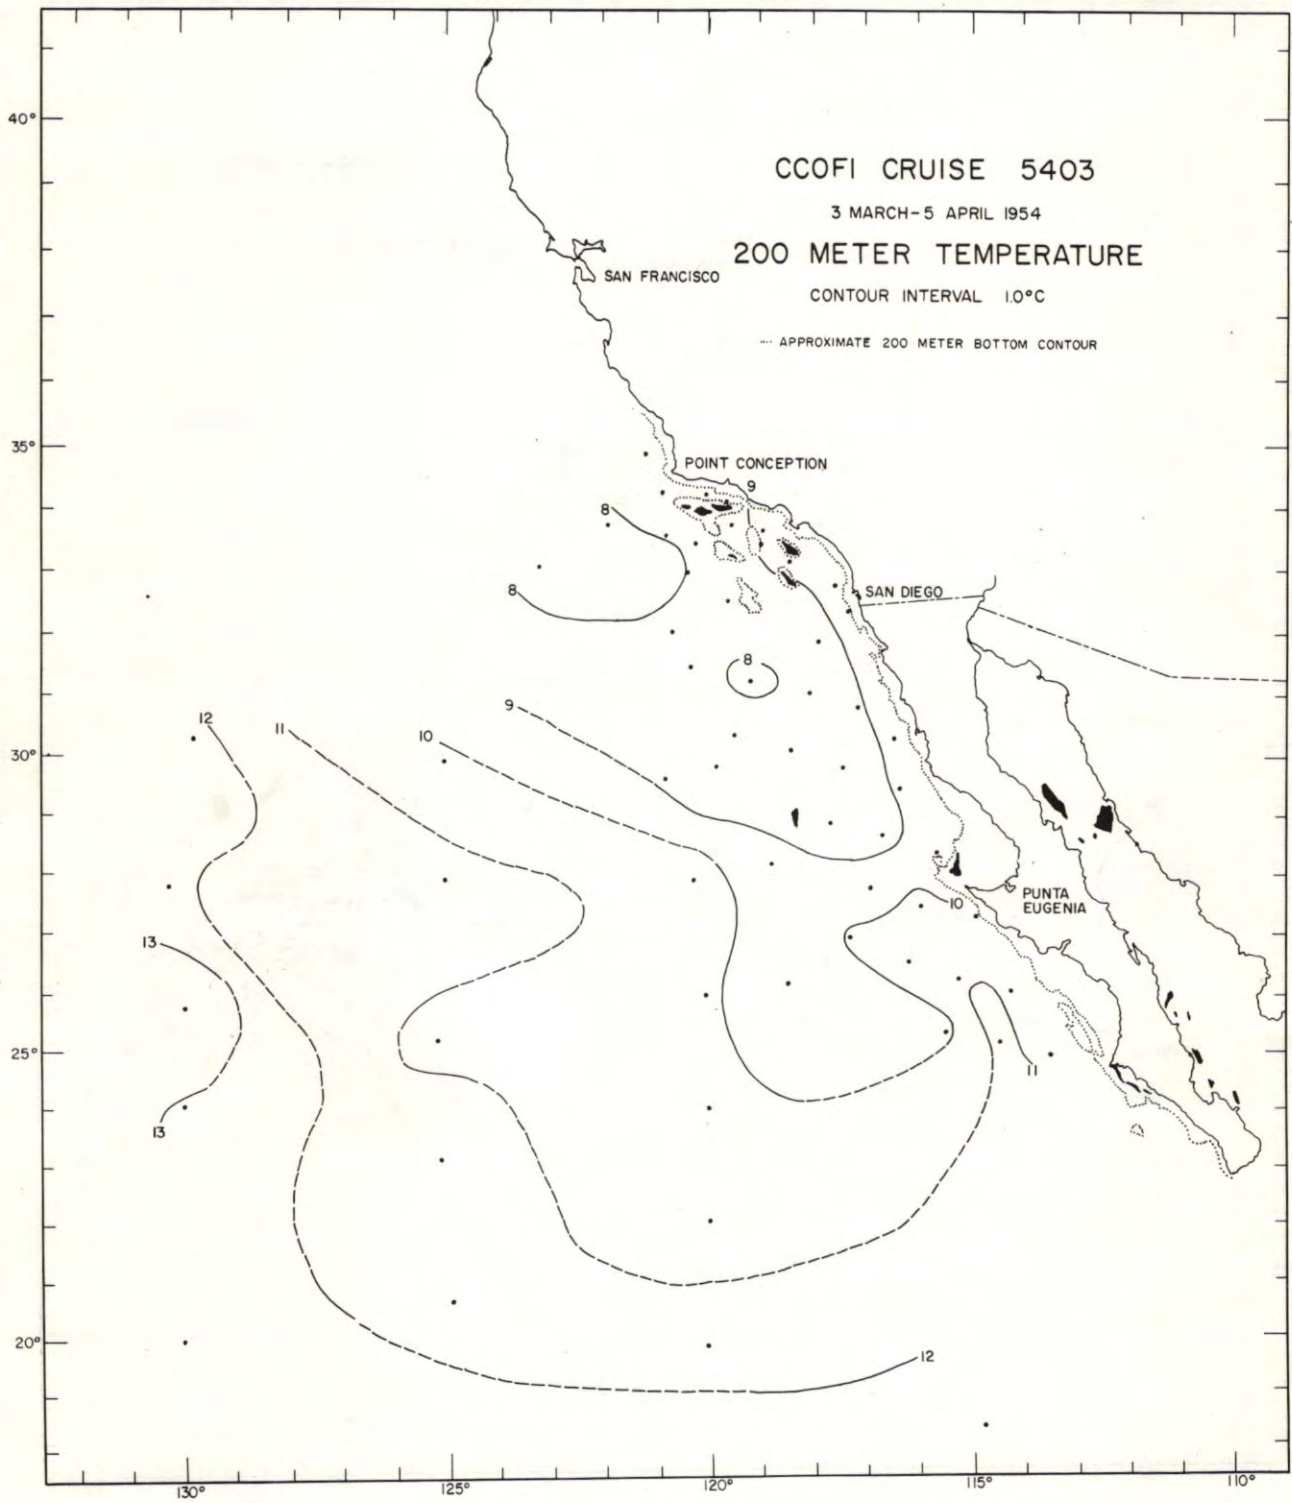 CCOFI CRUISE 5403
3 MARCH-5 APRIL 1954
200 METER TEMPERATURE
CONTOUR INTERVAL 1.0°C
···· APPROXIMATE 200 METER BOTTOM CONTOUR
40°
SAN FRANCISCO
35°
POINT CONCEPTION
9
8
8
SAN DIEGO
8
9
12
11
10
30°
PUNTA
EUGENIA
10
13
25°
11
13
20°
12
130°
125°
120°
115°
110°